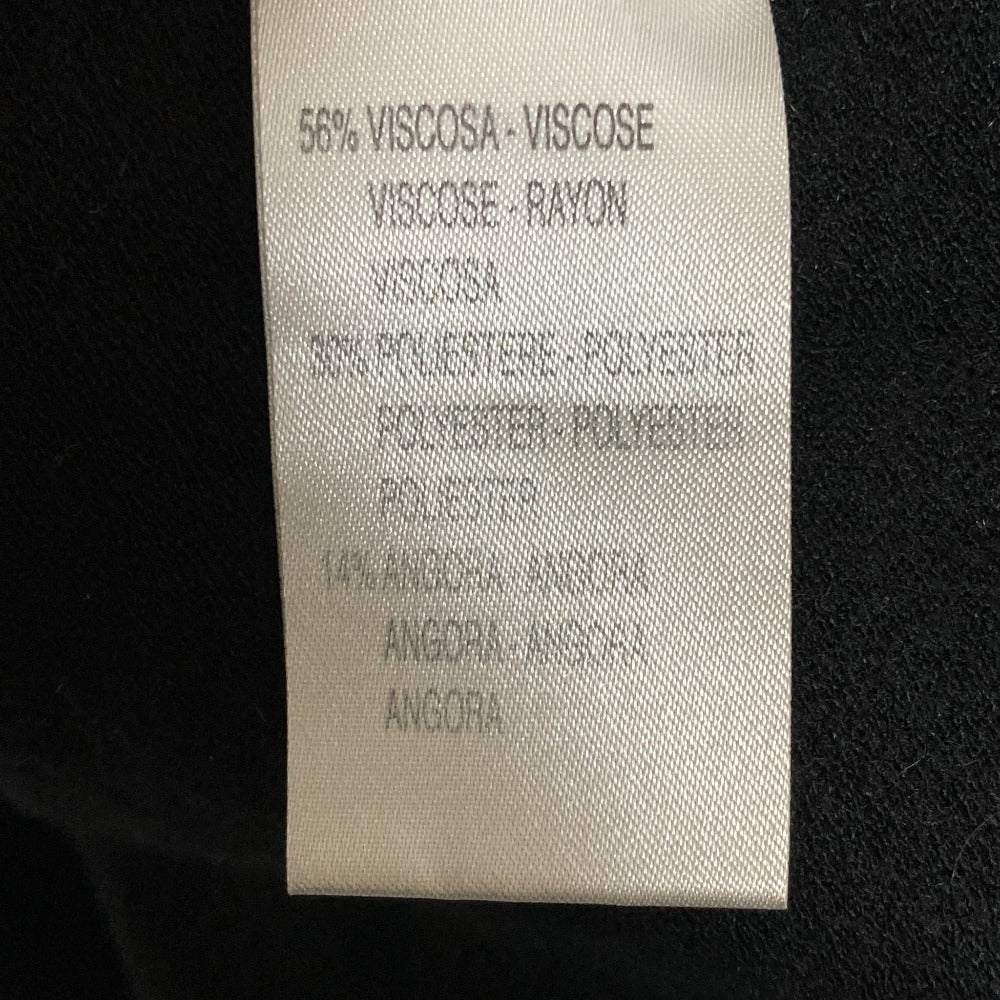 56% VISCOSA - VISCOSE
VISCOSE - RAYON
VISCOSA
30% POLIESTERE - POLYESTER
POLYESTER - POLYESTER
POLIESTER
14% ANGORA - ANGORA
ANGORA - ANGORA
ANGORA